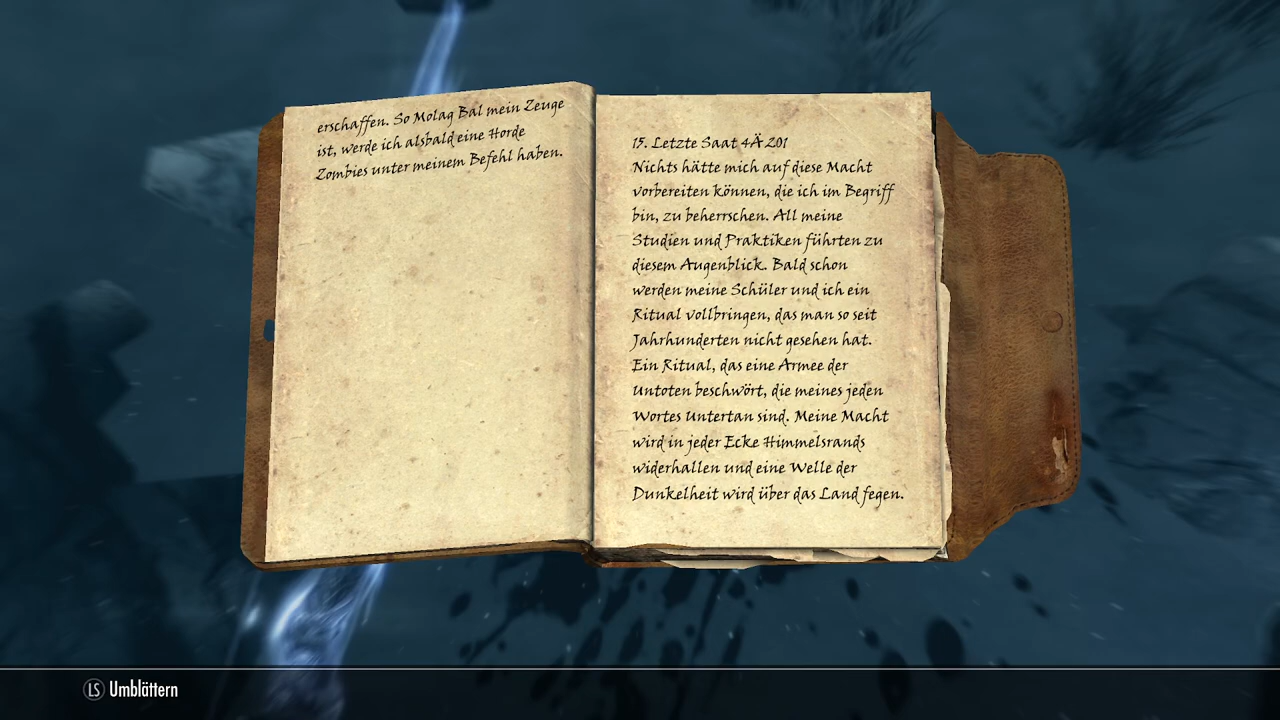 erschaffen. So Molag Bal mein Zeuge
ist, werde ich alsbald eine Horde
Zombies unter meinem Befehl haben.
15. Letzte Saat 4Ä 201
Nichts hätte mich auf diese Macht
vorbereiten können, die ich im Begriff
bin, zu beherrschen. All meine
Studien und Praktiken führten zu
diesem Augenblick. Bald schon
werden meine Schüler und ich ein
Ritual vollbringen, das man so seit
Jahrhunderten nicht gesehen hat.
Ein Ritual, das eine Armee der
Untoten beschwört, die meines jeden
Wortes Untertan sind. Meine Macht
wird in jeder Ecke Himmelsrands
widerhallen und eine Welle der
Dunkelheit wird über das Land fegen.
LS Umblättern